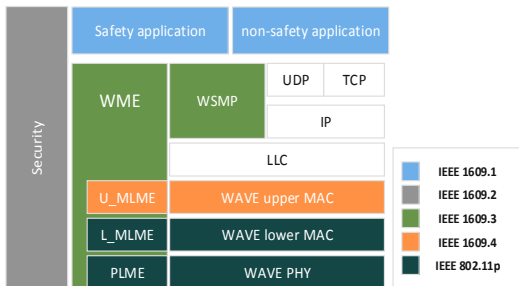 Safety application
non-safety application
Security
WME
WSMP
UDP
TCP
IP
LLC
U_MLME
WAVE upper MAC
L_MLME
WAVE lower MAC
PLME
WAVE PHY
IEEE 1609.1
IEEE 1609.2
IEEE 1609.3
IEEE 1609.4
IEEE 802.11p